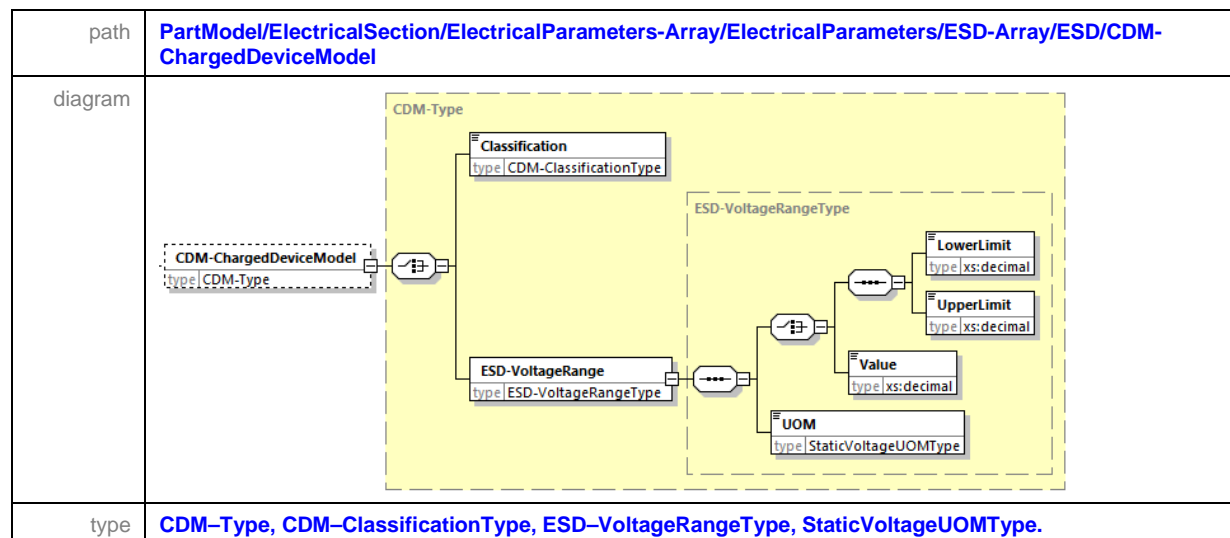 path
PartModel/ElectricalSection/ElectricalParameters-Array/ElectricalParameters/ESD-Array/ESD/CDM-
ChargedDeviceModel
diagram
CDM-Type
Classification
type CDM-ClassificationType
ESD-VoltageRangeType
LowerLimit
type xs:decimal
CDM-ChargedDeviceModel
type CDM-Type
UpperLimit
type xs:decimal
Value
type xs:decimal
ESD-VoltageRange
type ESD-VoltageRangeType
UOM
type StaticVoltageUOMType
type
CDM–Type, CDM–ClassificationType, ESD–VoltageRangeType, StaticVoltageUOMType.